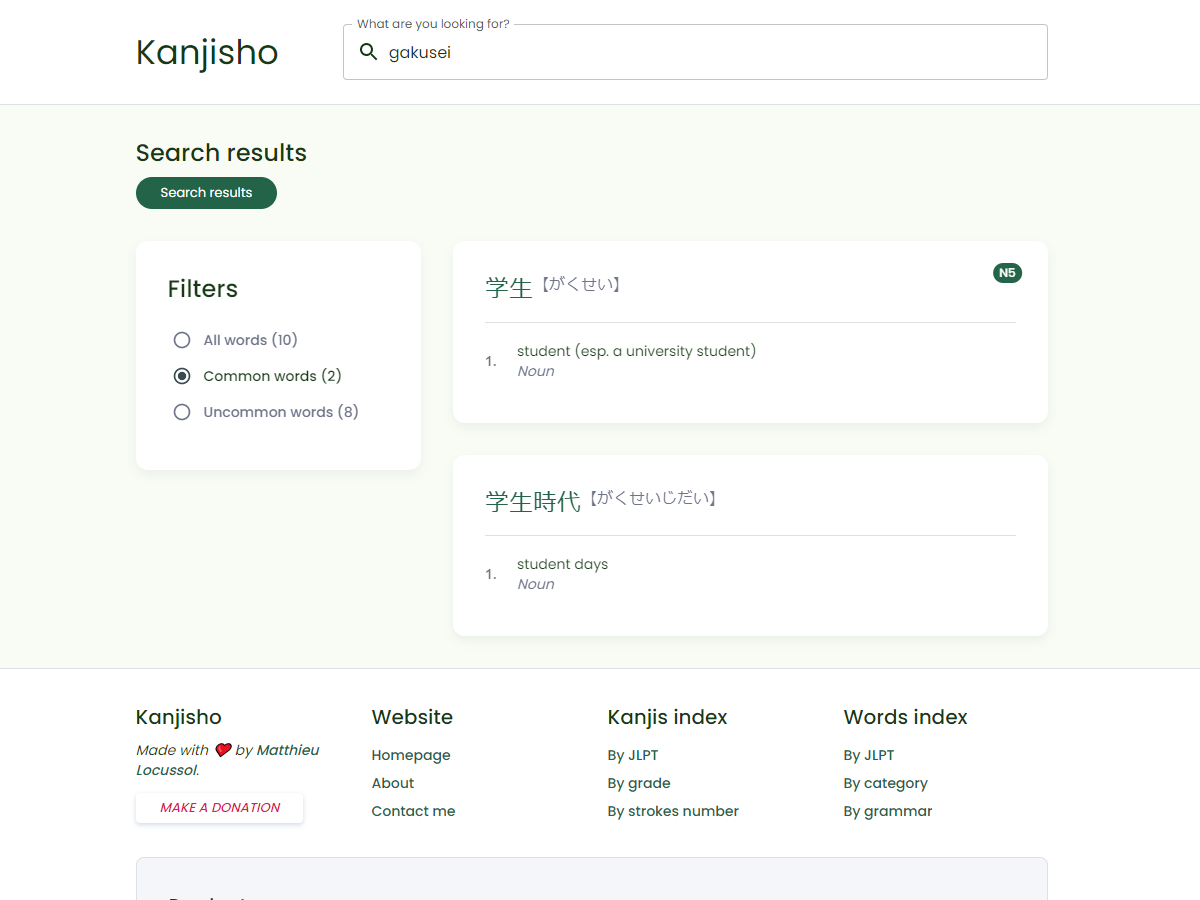 Kanjisho
What are you looking for?
gakusei
Search results
Search results
Filters
All words (10)
Common words (2)
Uncommon words (8)
学生【がくせい】
N5
1.
student (esp. a university student)
Noun
学生時代【がくせいじだい】
1.
student days
Noun
Kanjisho
Made with ❤️ by Matthieu
Locussol.
MAKE A DONATION
Website
Homepage
About
Contact me
Kanjis index
By JLPT
By grade
By strokes number
Words index
By JLPT
By category
By grammar